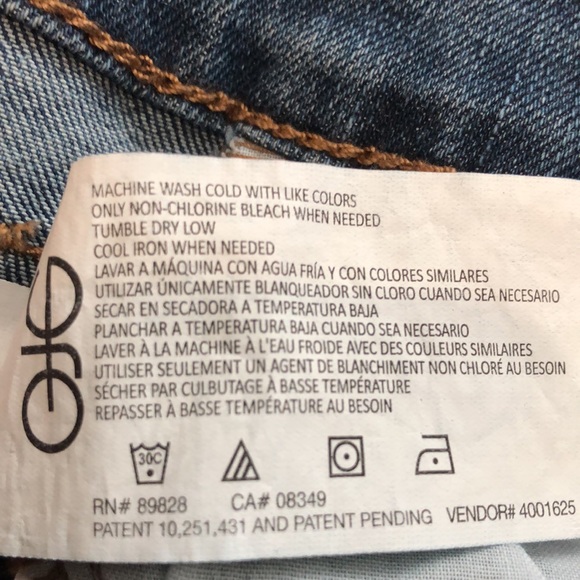 MACHINE WASH COLD WITH LIKE COLORS
ONLY NON-CHLORINE BLEACH WHEN NEEDED
TUMBLE DRY LOW
COOL IRON WHEN NEEDED
LAVAR A MÁQUINA CON AGUA FRÍA Y CON COLORES SIMILARES
UTILIZAR ÚNICAMENTE BLANQUEADOR SIN CLORO CUANDO SEA NECESARIO
SECAR EN SECADORA A TEMPERATURA BAJA
PLANCHAR A TEMPERATURA BAJA CUANDO SEA NECESARIO
LAVER À LA MACHINE À L'EAU FROIDE AVEC DES COULEURS SIMILAIRES
UTILISER SEULEMENT UN AGENT DE BLANCHIMENT NON CHLORÉ AU BESOIN
SÉCHER PAR CULBUTAGE À BASSE TEMPÉRATURE
REPASSER À BASSE TEMPÉRATURE AU BESOIN
30C
RN# 89828 CA# 08349
PATENT 10,251,431 AND PATENT PENDING VENDOR# 4001625